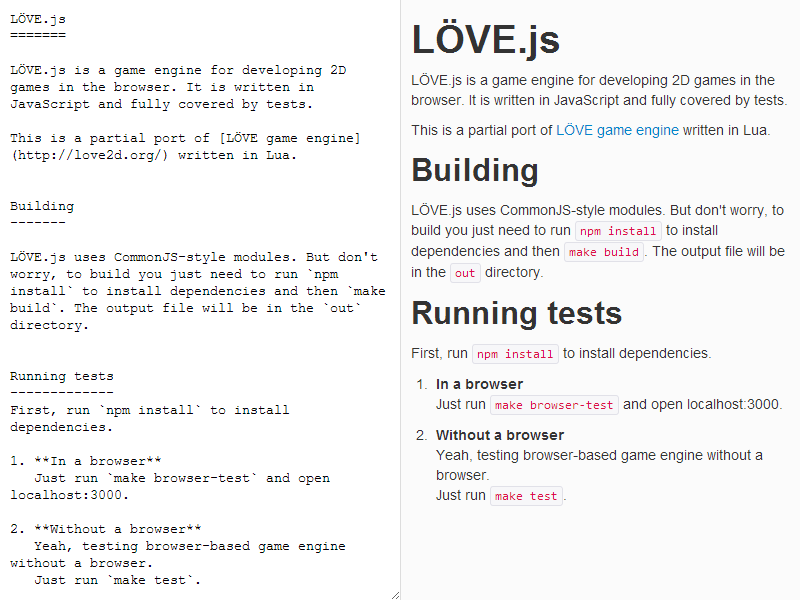 LÖVE.js
=======
LÖVE.js is a game engine for developing 2D
games in the browser. It is written in
JavaScript and fully covered by tests.
This is a partial port of [LÖVE game engine]
(http://love2d.org/) written in Lua.
Building
-------
LÖVE.js uses CommonJS-style modules. But don't
worry, to build you just need to run `npm
install` to install dependencies and then `make
build`. The output file will be in the `out`
directory.
Running tests
-------------
First, run `npm install` to install
dependencies.
1. **In a browser**
Just run `make browser-test` and open
localhost:3000.
2. **Without a browser**
Yeah, testing browser-based game engine
without a browser.
Just run `make test`.
LÖVE.js
LÖVE.js is a game engine for developing 2D games in the
browser. It is written in JavaScript and fully covered by tests.
This is a partial port of LÖVE game engine written in Lua.
Building
LÖVE.js uses CommonJS-style modules. But don't worry, to
build you just need to run npm install to install
dependencies and then make build. The output file will be
in the out directory.
Running tests
First, run npm install to install dependencies.
1. In a browser
Just run make browser-test and open localhost:3000.
2. Without a browser
Yeah, testing browser-based game engine without a
browser.
Just run make test.